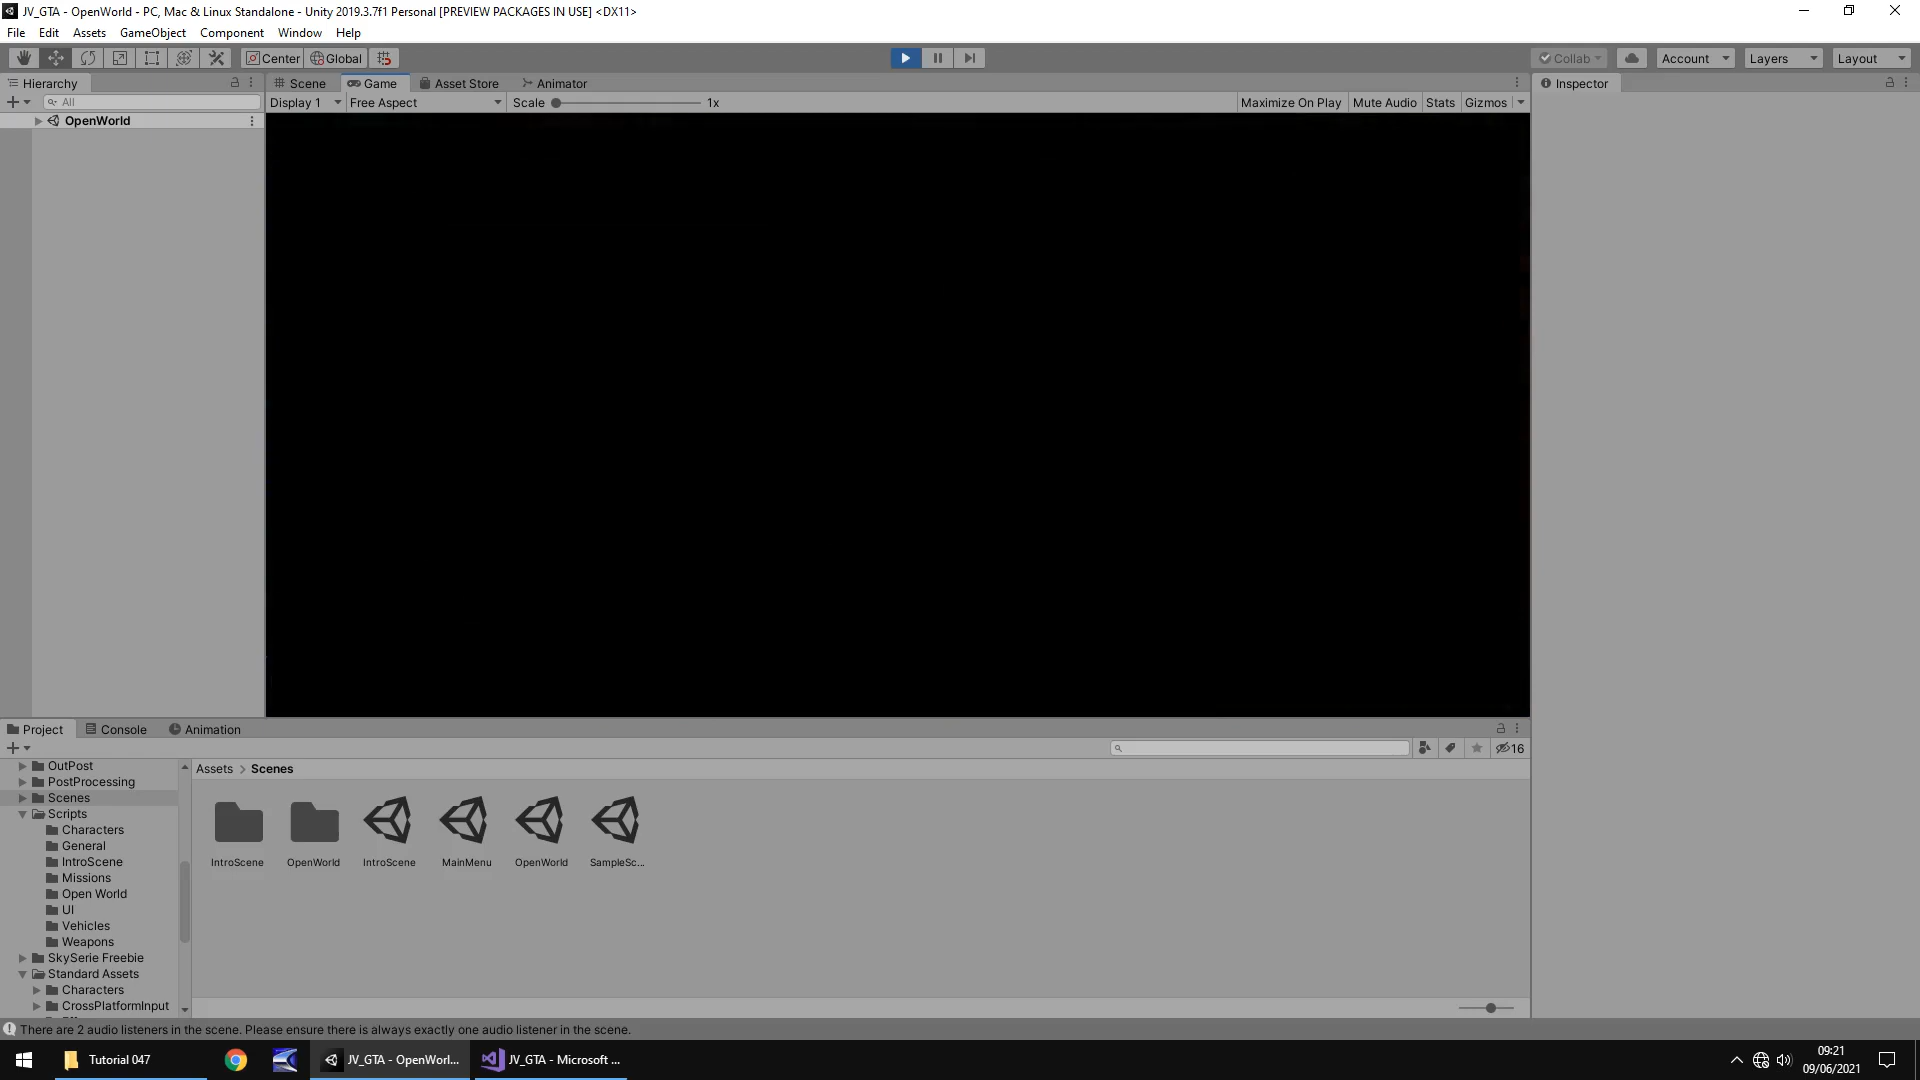 JV_GTA - OpenWorld - PC, Mac & Linux Standalone - Unity 2019.3.7f1 Personal [PREVIEW PACKAGES IN USE] <DX11>
File Edit Assets GameObject Component Window Help
Center Global Collab Account Layers Layout
Hierarchy Scene Game Asset Store Animator Inspector
All Display 1 Free Aspect Scale 1x Maximize On Play Mute Audio Stats Gizmos
OpenWorld
Project Console Animation
16
OutPost
PostProcessing
Scenes
Scripts
Characters
General
IntroScene
Missions
Open World
UI
Vehicles
Weapons
SkySerie Freebie
Standard Assets
Characters
CrossPlatformInput
Assets > Scenes
IntroScene OpenWorld IntroScene MainMenu OpenWorld SampleSc...
There are 2 audio listeners in the scene. Please ensure there is always exactly one audio listener in the scene.
Tutorial 047 JV_GTA - OpenWorl... JV_GTA - Microsoft ...
09:21
09/06/2021